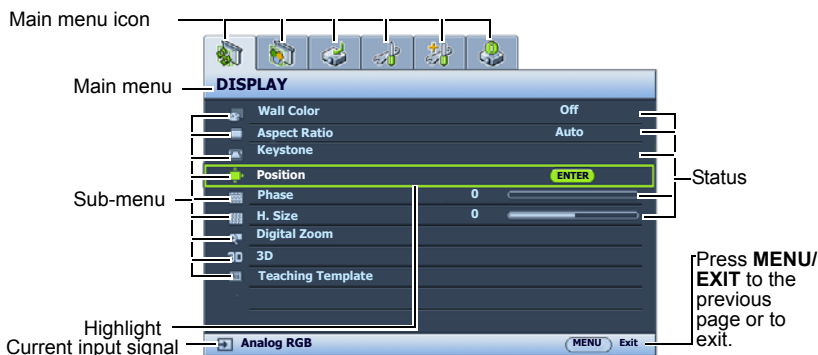 Main menu icon
Main menu
DISPLAY
Wall Color Off
Aspect Ratio Auto
Keystone
Position ENTER
Phase 0
H. Size 0
Digital Zoom
3D 3D
Teaching Template
Sub-menu
Status
Highlight
Current input signal
Analog RGB MENU Exit
Press MENU/
EXIT to the
previous
page or to
exit.